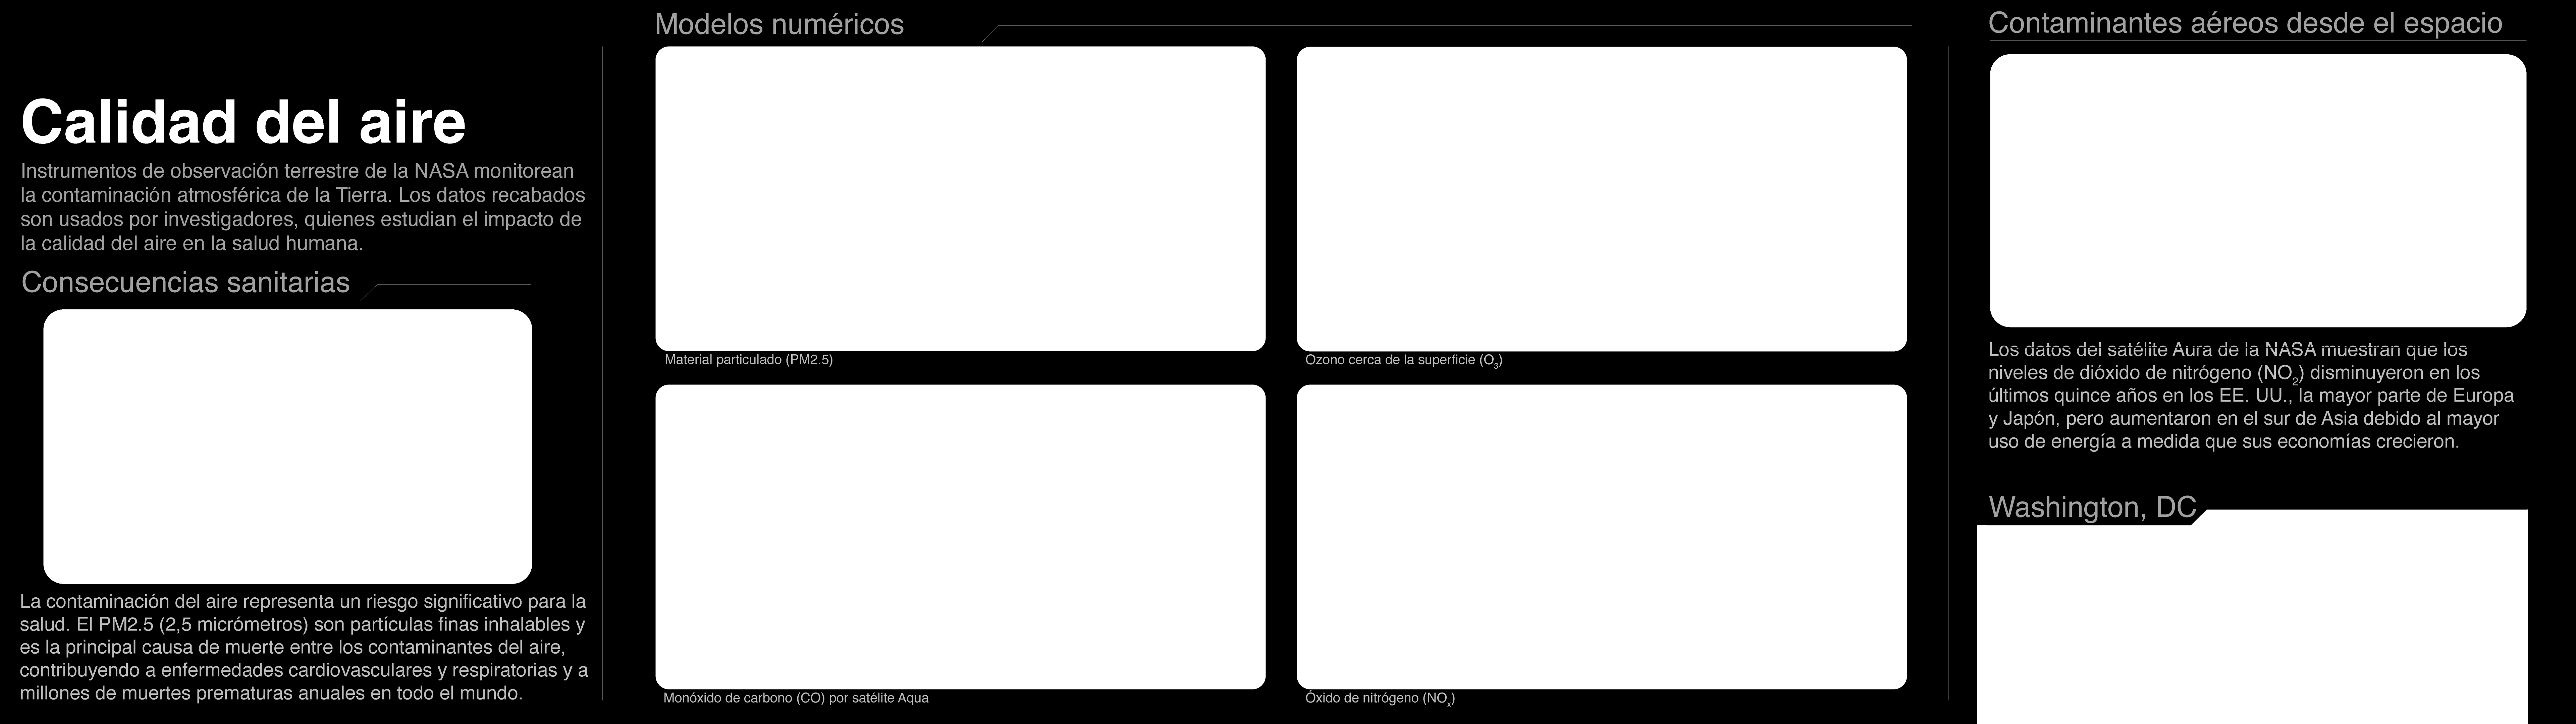 Calidad del aire
Instrumentos de observación terrestre de la NASA monitorean
la contaminación atmosférica de la Tierra. Los datos recabados
son usados por investigadores, quienes estudian el impacto de
la calidad del aire en la salud humana.
Consecuencias sanitarias
La contaminación del aire representa un riesgo significativo para la
salud. El PM2.5 (2,5 micrómetros) son partículas finas inhalables y
es la principal causa de muerte entre los contaminantes del aire,
contribuyendo a enfermedades cardiovasculares y respiratorias y a
millones de muertes prematuras anuales en todo el mundo.
Modelos numéricos
Material particulado (PM2.5)
Ozono cerca de la superficie (O₃)
Monóxido de carbono (CO) por satélite Aqua
Óxido de nitrógeno (NOₓ)
Contaminantes aéreos desde el espacio
Los datos del satélite Aura de la NASA muestran que los
niveles de dióxido de nitrógeno (NO₂) disminuyeron en los
últimos quince años en los EE. UU., la mayor parte de Europa
y Japón, pero aumentaron en el sur de Asia debido al mayor
uso de energía a medida que sus economías crecieron.
Washington, DC